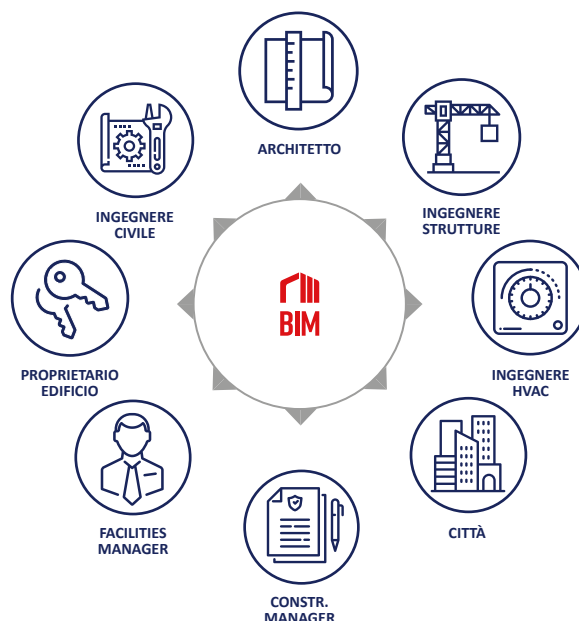 ARCHITETTO
INGEGNERE
STRUTTURE
INGEGNERE
HVAC
CITTÀ
CONSTR.
MANAGER
FACILITIES
MANAGER
PROPRIETARIO
EDIFICIO
INGEGNERE
CIVILE
BIM